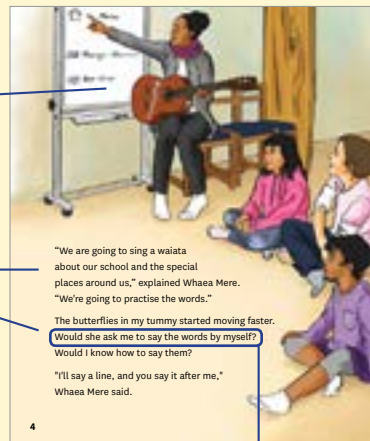 “We are going to sing a waiata
about our school and the special
places around us,” explained Whaea Mere.
“We’re going to practise the words.”
The butterflies in my tummy started moving faster.
Would she ask me to say the words by myself?
Would I know how to say them?
"I’ll say a line, and you say it after me,"
Whaea Mere said.
4